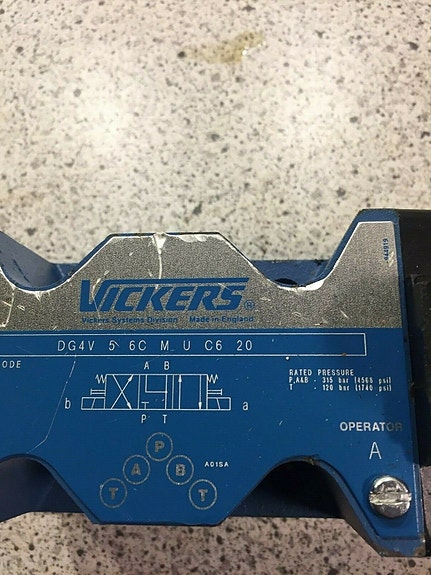 VICKERS®
Vickers Systems Division Made in England
DG4V 5 6C M U C6 20
ODE
A B
b a
P T
RATED PRESSURE
P,A&B - 315 bar (4568 psi)
T - 120 bar (1740 psi)
OPERATOR
A
P
A B
T T
A01SA